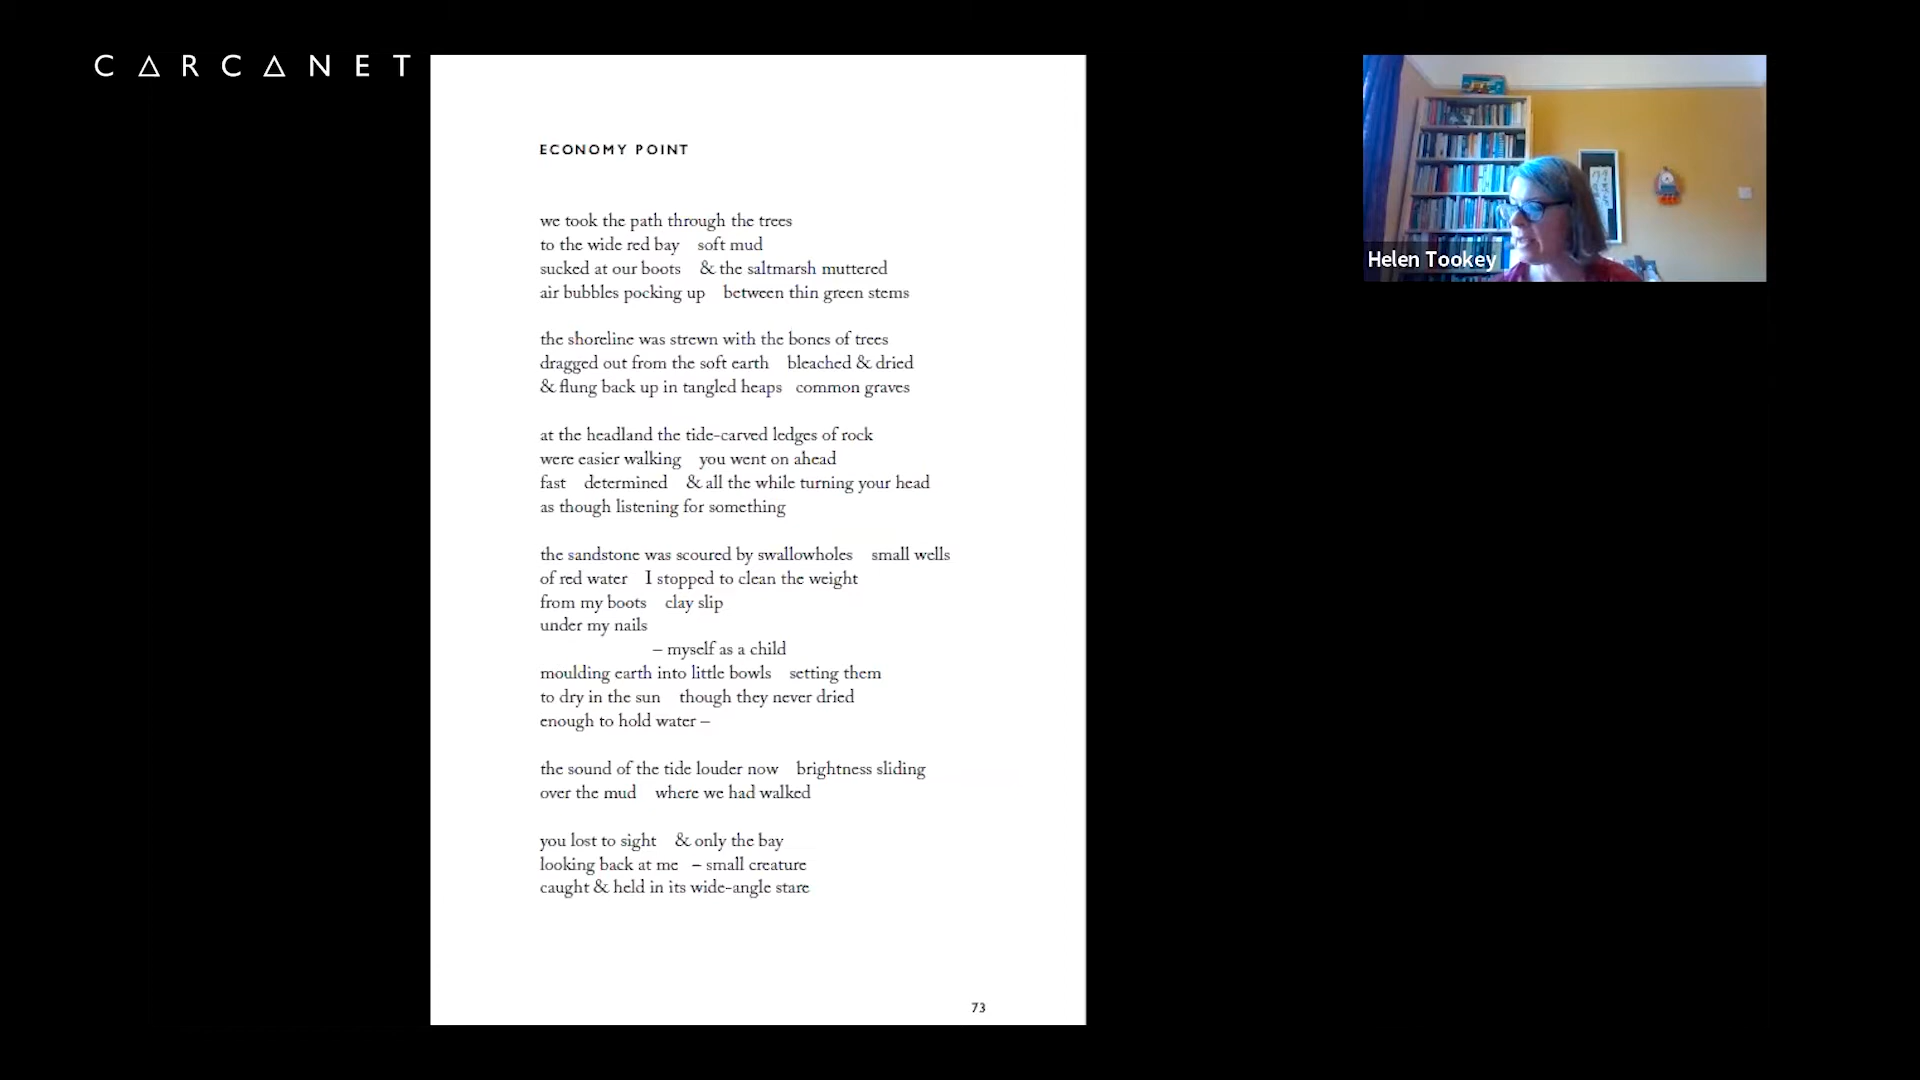 CARCANET
ECONOMY POINT
we took the path through the trees
to the wide red bay    soft mud
sucked at our boots    & the saltmarsh muttered
air bubbles pocking up    between thin green stems
the shoreline was strewn with the bones of trees
dragged out from the soft earth    bleached & dried
& flung back up in tangled heaps    common graves
at the headland the tide-carved ledges of rock
were easier walking    you went on ahead
fast    determined    & all the while turning your head
as though listening for something
the sandstone was scoured by swallowholes    small wells
of red water    I stopped to clean the weight
from my boots    clay slip
under my nails
– myself as a child
moulding earth into little bowls    setting them
to dry in the sun    though they never dried
enough to hold water –
the sound of the tide louder now    brightness sliding
over the mud    where we had walked
you lost to sight    & only the bay
looking back at me    – small creature
caught & held in its wide-angle stare
73
Helen Tookey